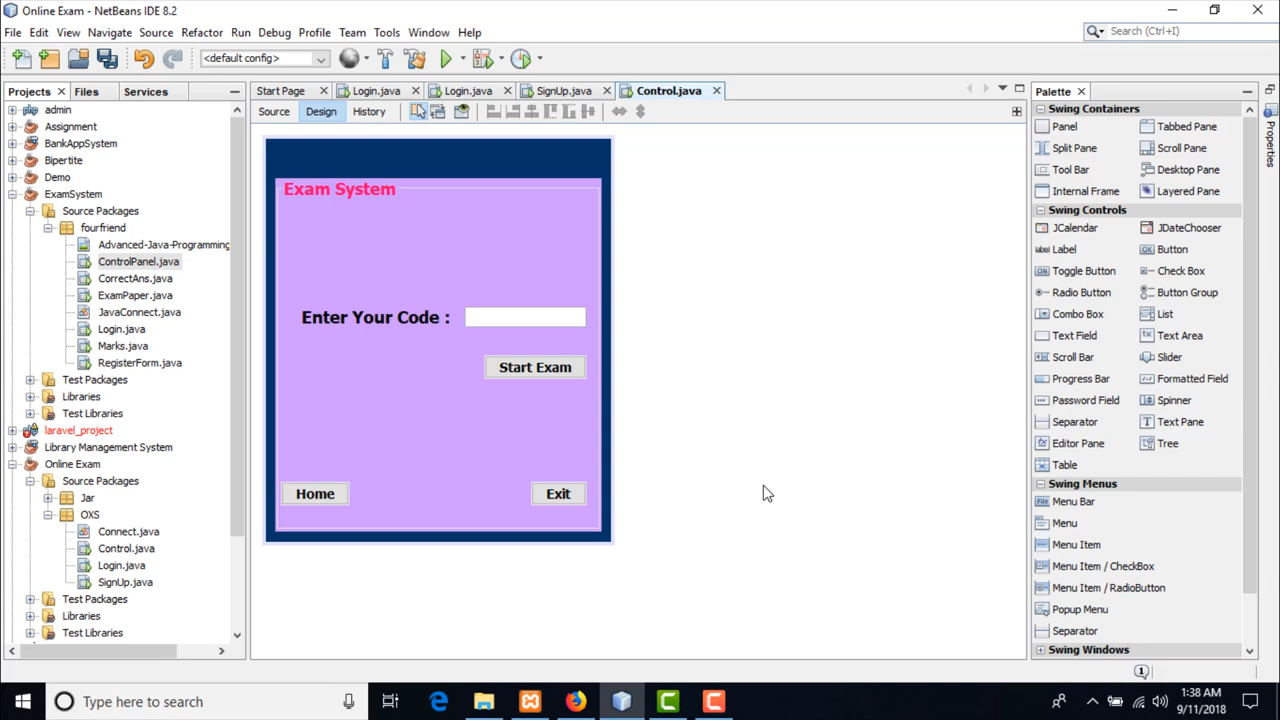 Online Exam - NetBeans IDE 8.2
File Edit View Navigate Source Refactor Run Debug Profile Team Tools Window Help
Search (Ctrl+I)
<default config>
Projects Files Services
Start Page Login.java Login.java SignUp.java Control.java
Palette
Source Design History
Properties
admin
Assignment
BankAppSystem
Bipertite
Demo
ExamSystem
Source Packages
fourfriend
Advanced-Java-Programming
ControlPanel.java
CorrectAns.java
ExamPaper.java
JavaConnect.java
Login.java
Marks.java
RegisterForm.java
Test Packages
Libraries
Test Libraries
laravel_project
Library Management System
Online Exam
Source Packages
Jar
OXS
Connect.java
Control.java
Login.java
SignUp.java
Test Packages
Libraries
Test Libraries
Exam System
Enter Your Code :
Start Exam
Home Exit
Swing Containers
Panel Tabbed Pane
Split Pane Scroll Pane
Tool Bar Desktop Pane
Internal Frame Layered Pane
Swing Controls
JCalendar JDateChooser
label Label OK Button
ON Toggle Button Check Box
Radio Button Button Group
Combo Box List
Text Field Text Area
Scroll Bar Slider
Progress Bar Formatted Field
Password Field Spinner
Separator Text Pane
Editor Pane Tree
Table
Swing Menus
Menu Bar
Menu
Menu Item
Menu Item / CheckBox
Menu Item / RadioButton
Popup Menu
Separator
Swing Windows
1
Type here to search
1:38 AM
9/11/2018